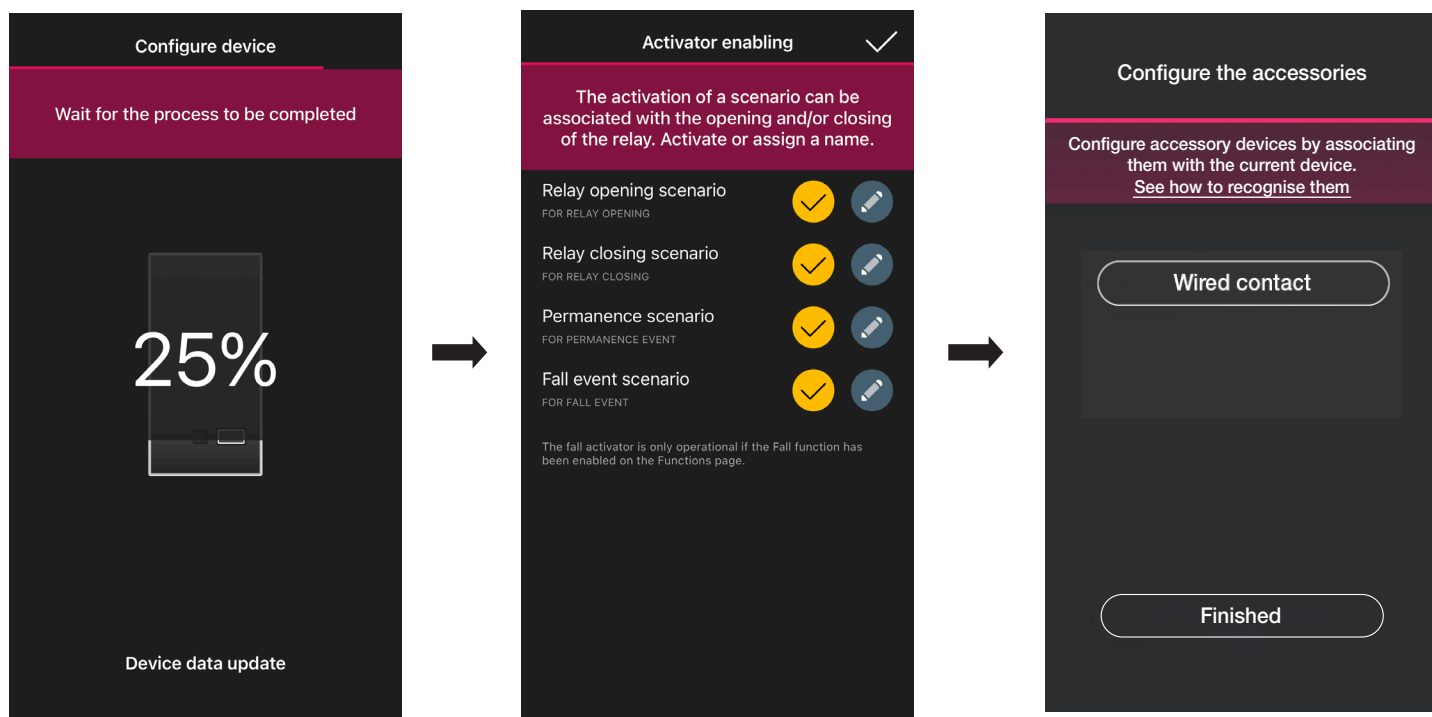 Configure device
Wait for the process to be completed
25%
Device data update
Activator enabling
The activation of a scenario can be
associated with the opening and/or closing
of the relay. Activate or assign a name.
Relay opening scenario
FOR RELAY OPENING
Relay closing scenario
FOR RELAY CLOSING
Permanence scenario
FOR PERMANENCE EVENT
Fall event scenario
FOR FALL EVENT
The fall activator is only operational if the Fall function has
been enabled on the Functions page.
Configure the accessories
Configure accessory devices by associating
them with the current device.
See how to recognise them
Wired contact
Finished